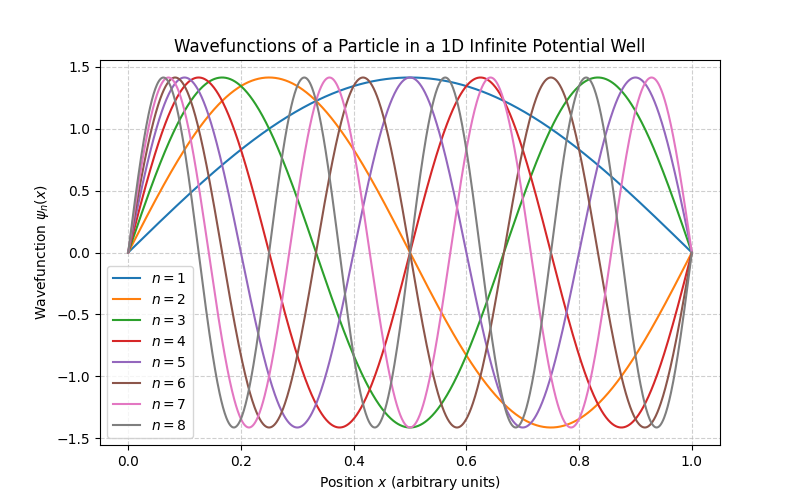 Wavefunctions of a Particle in a 1D Infinite Potential Well
Wavefunction ψₙ(x)
1.5
1.0
0.5
0.0
−0.5
−1.0
−1.5
n = 1
n = 2
n = 3
n = 4
n = 5
n = 6
n = 7
n = 8
0.0 0.2 0.4 0.6 0.8 1.0
Position x (arbitrary units)